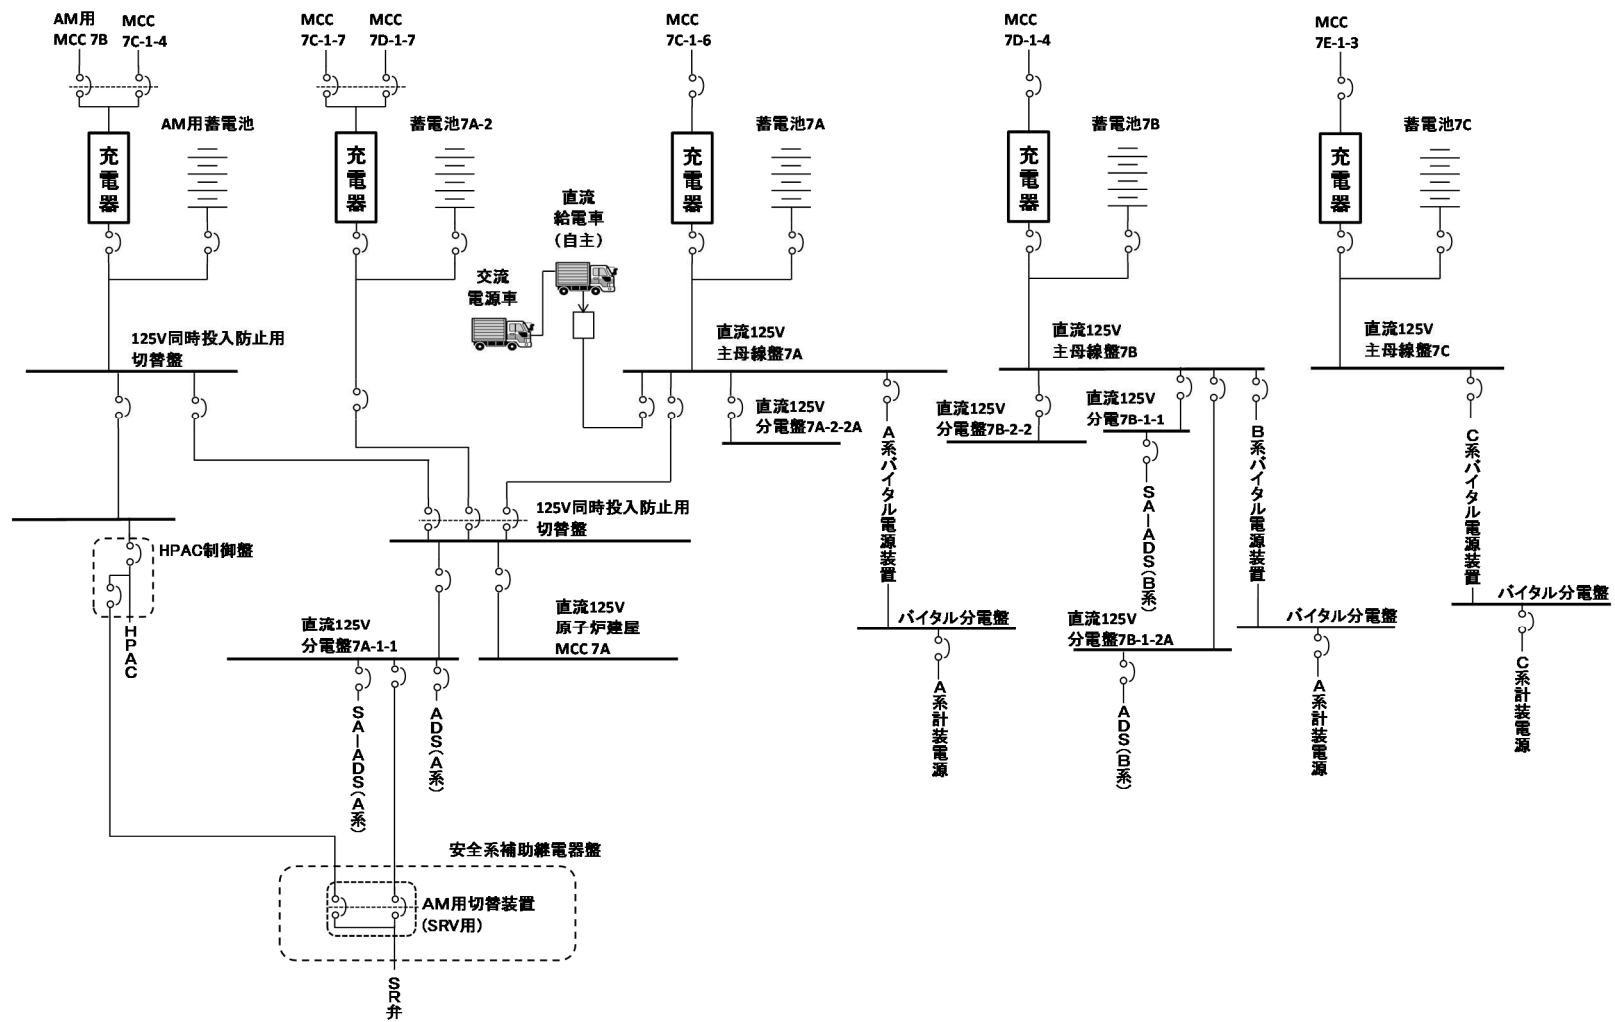 AM用
MCC 7B
MCC
7C-1-4
MCC
7C-1-7
MCC
7D-1-7
MCC
7C-1-6
MCC
7D-1-4
MCC
7E-1-3
充電器
AM用蓄電池
充電器
蓄電池7A-2
充電器
蓄電池7A
充電器
蓄電池7B
充電器
蓄電池7C
直流
給電車
(自主)
交流
電源車
125V同時投入防止用
切替盤
直流125V
主母線盤7A
直流125V
主母線盤7B
直流125V
主母線盤7C
直流125V
分電盤7A-2-2A
直流125V
分電盤7B-2-2
直流125V
分電7B-1-1
A系バイタル電源装置
B系バイタル電源装置
C系バイタル電源装置
SA-ADS(B系)
125V同時投入防止用
切替盤
HPAC制御盤
HPAC
直流125V
分電盤7A-1-1
直流125V
原子炉建屋
MCC 7A
直流125V
分電盤7B-1-2A
バイタル分電盤
バイタル分電盤
バイタル分電盤
SA-ADS(A系)
ADS(A系)
A系計装電源
ADS(B系)
A系計装電源
C系計装電源
安全系補助継電器盤
AM用切替装置
(SRV用)
SR弁